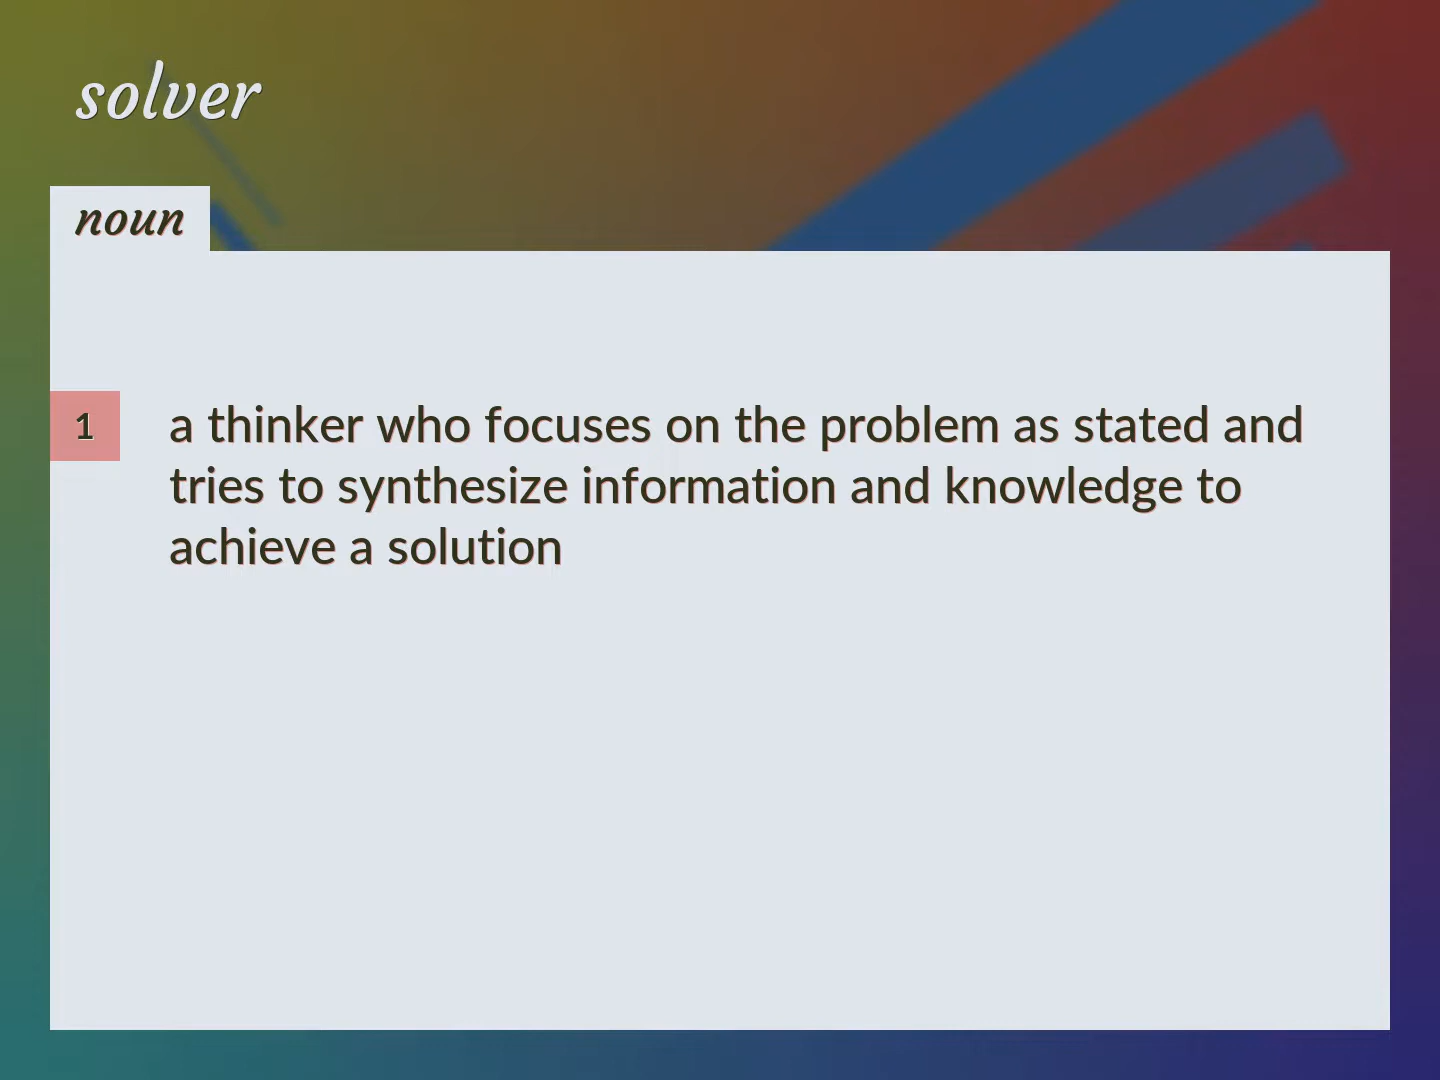 solver
noun
1 a thinker who focuses on the problem as stated and
tries to synthesize information and knowledge to
achieve a solution